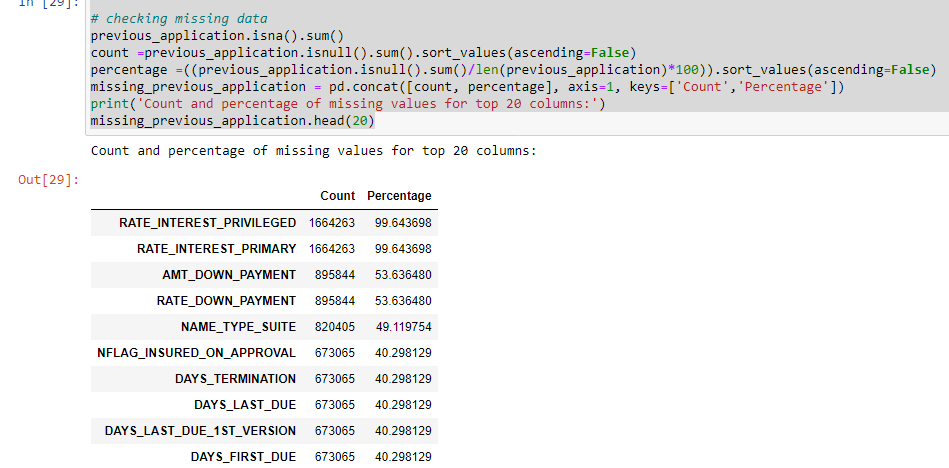 In [29]:
# checking missing data
previous_application.isna().sum()
count =previous_application.isnull().sum().sort_values(ascending=False)
percentage =((previous_application.isnull().sum()/len(previous_application)*100)).sort_values(ascending=False)
missing_previous_application = pd.concat([count, percentage], axis=1, keys=['Count','Percentage'])
print('Count and percentage of missing values for top 20 columns:')
missing_previous_application.head(20)
Count and percentage of missing values for top 20 columns:
Out[29]:
Count Percentage
RATE_INTEREST_PRIVILEGED 1664263 99.643698
RATE_INTEREST_PRIMARY 1664263 99.643698
AMT_DOWN_PAYMENT 895844 53.636480
RATE_DOWN_PAYMENT 895844 53.636480
NAME_TYPE_SUITE 820405 49.119754
NFLAG_INSURED_ON_APPROVAL 673065 40.298129
DAYS_TERMINATION 673065 40.298129
DAYS_LAST_DUE 673065 40.298129
DAYS_LAST_DUE_1ST_VERSION 673065 40.298129
DAYS_FIRST_DUE 673065 40.298129